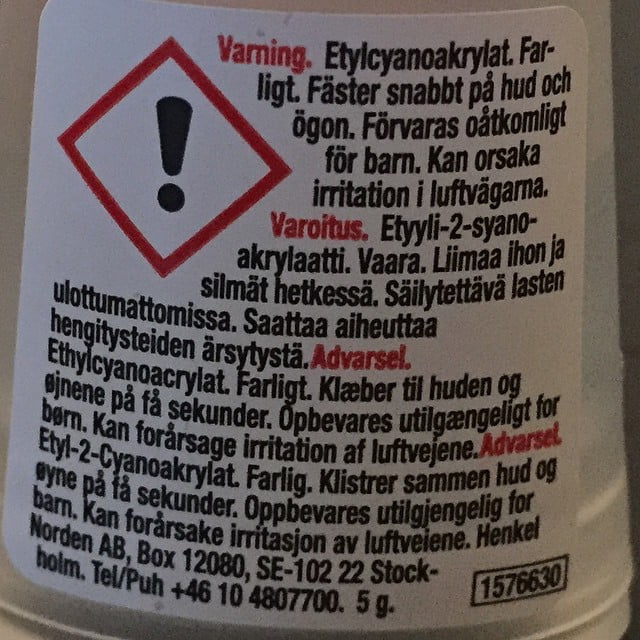 Varning. Etylcyanoakrylat. Far-
ligt. Fäster snabbt på hud och
ögon. Förvaras oåtkomligt
för barn. Kan orsaka
irritation i luftvägarna.
Varoitus. Etyyli-2-syano-
akrylaatti. Vaara. Liimaa ihon ja
silmät hetkessä. Säilytettävä lasten
ulottumattomissa. Saattaa aiheuttaa
hengitysteiden ärsytystä. Advarsel.
Ethylcyanoacrylat. Farligt. Klæber til huden og
øjnene på få sekunder. Opbevares utilgængeligt for
børn. Kan forårsage irritation af luftvejene. Advarsel.
Etyl-2-Cyanoakrylat. Farlig. Klistrer sammen hud og
øyne på få sekunder. Oppbevares utilgjengelig for
barn. Kan forårsake irritasjon av luftveiene. Henkel
Norden AB, Box 12080, SE-102 22 Stock-
holm. Tel/Puh +46 10 4807700. 5 g.
1576630